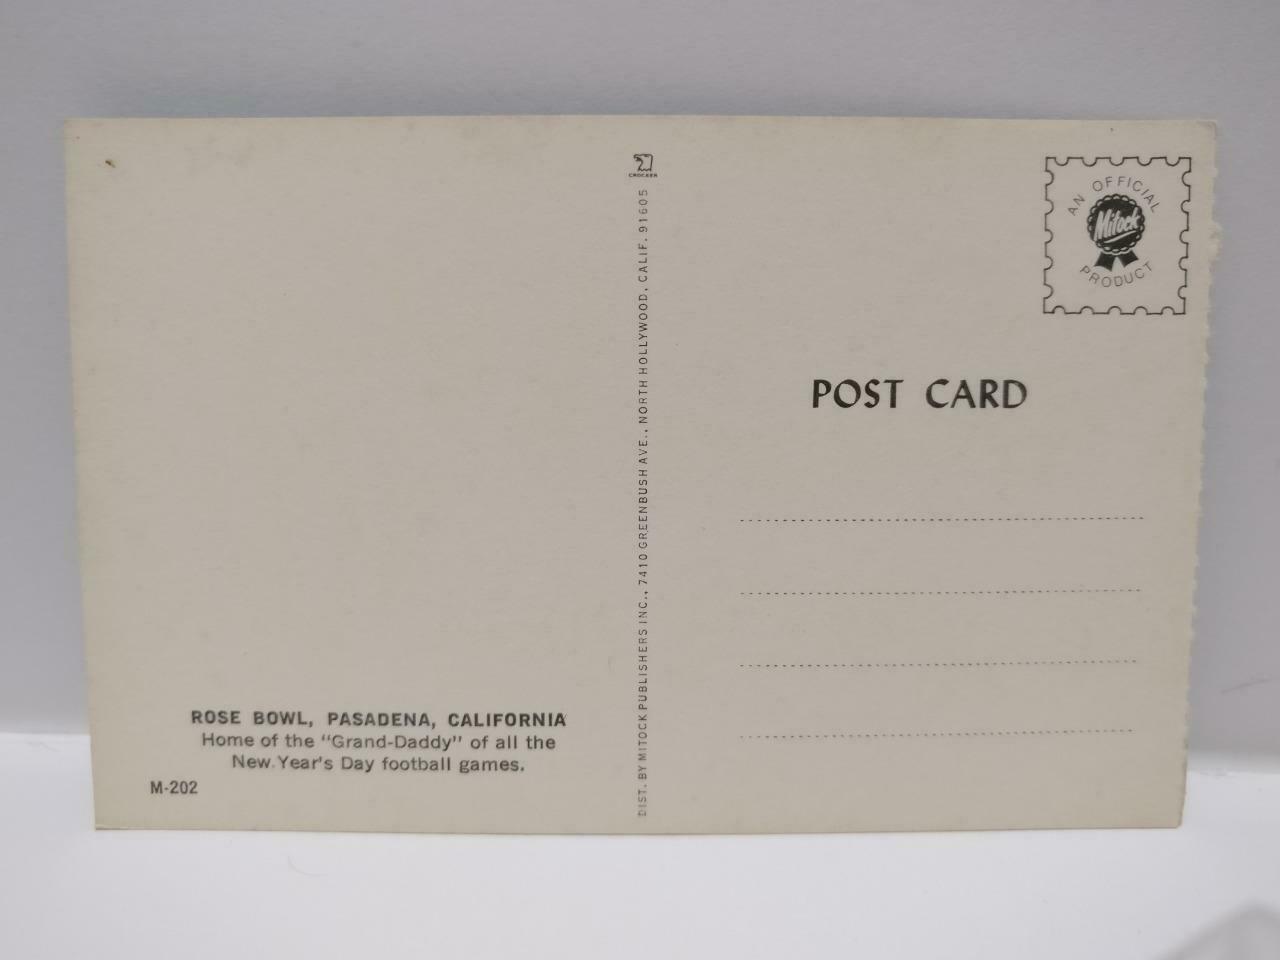 CROCKER
AN OFFICIAL
Mitock
PRODUCT
POST CARD
DIST. BY MITOCK PUBLISHERS INC., 7410 GREENBUSH AVE., NORTH HOLLYWOOD, CALIF. 91605
ROSE BOWL, PASADENA, CALIFORNIA
Home of the "Grand-Daddy" of all the
New Year's Day football games.
M-202